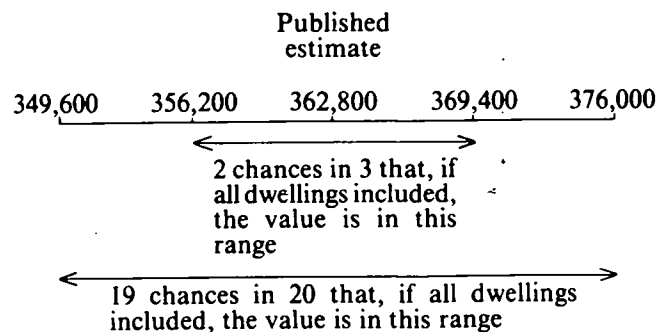 Published
estimate
349,600 356,200 362,800 369,400 376,000
2 chances in 3 that, if
all dwellings included,
the value is in this
range
19 chances in 20 that, if all dwellings
included, the value is in this range